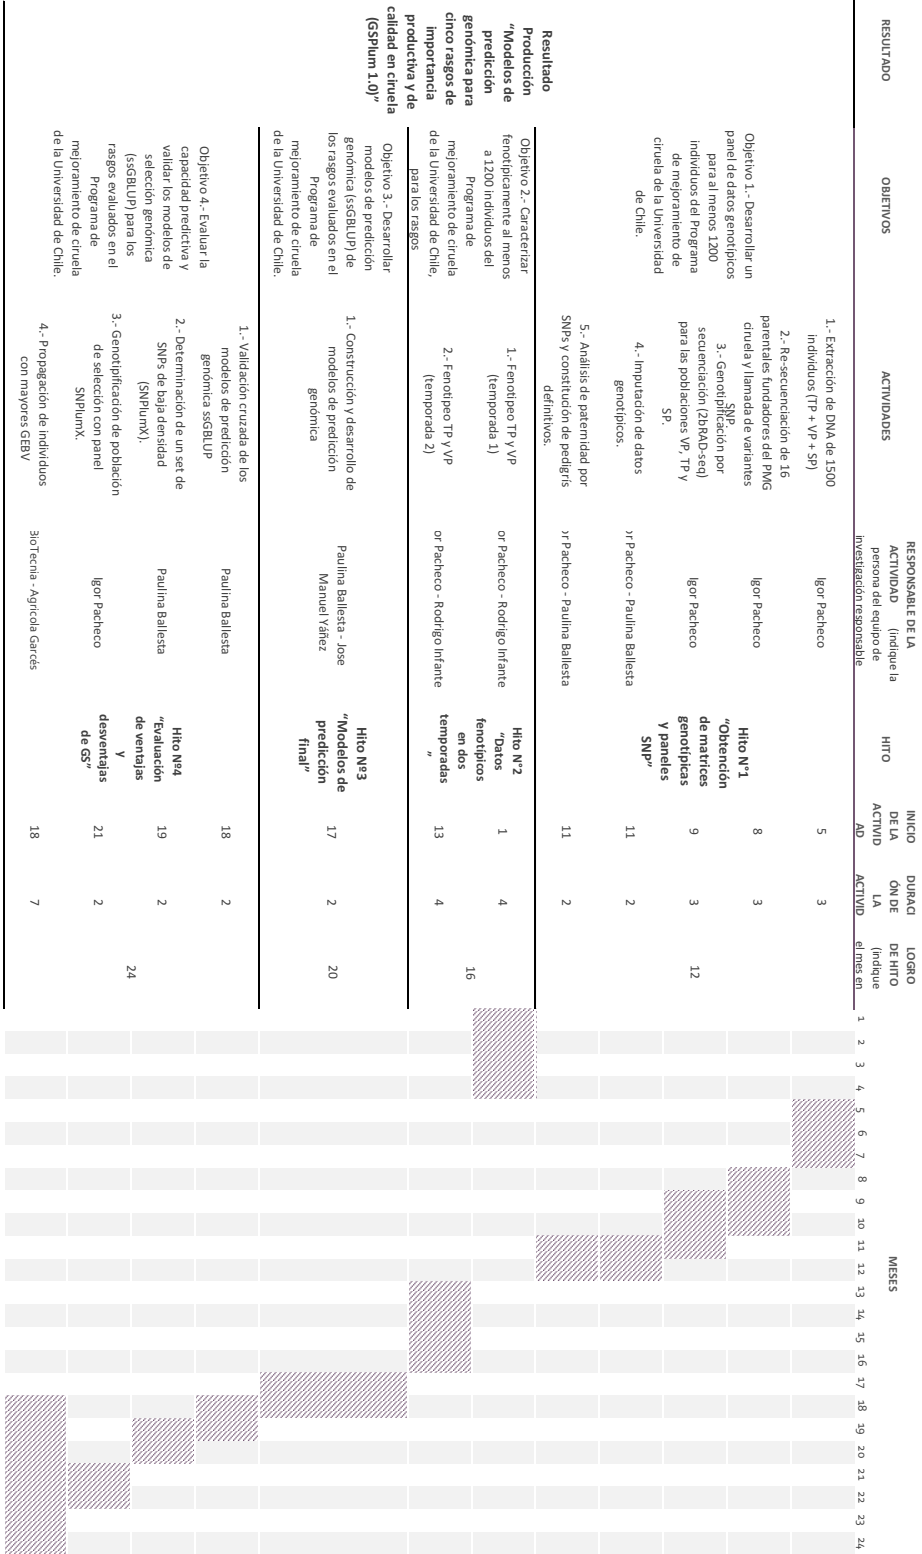 RESULTADO
OBJETIVOS
ACTIVIDADES
RESPONSABLE DE LA
ACTIVIDAD (indique la
persona del equipo de
investigación responsable
HITO
INICIO
DE LA
ACTIVID
AD
DURACI
ÓN DE
LA
ACTIVID
LOGRO
DE HITO
(indique
el mes en
MESES
1 2 3 4 5 6 7 8 9 10 11 12 13 14 15 16 17 18 19 20 21 22 23 24
Resultado
Producción
“Modelos de
predicción
genómica para
cinco rasgos de
importancia
productiva y de
calidad en ciruela
(GSPlum 1.0)”
Objetivo 1.- Desarrollar un
panel de datos genotípicos
para al menos 1200
individuos del Programa
de mejoramiento de
ciruela de la Universidad
de Chile.
1.- Extracción de DNA de 1500
individuos (TP + VP + SP)
Igor Pacheco
5
3
2.- Re-secuenciación de 16
parentales fundadores del PMG
ciruela y llamada de variantes
SNP.
Igor Pacheco
8
3
3.- Genotipificación por
secuenciación (2bRAD-seq)
para las poblaciones VP, TP y
SP.
Igor Pacheco
9
3
4.- Imputación de datos
genotípicos.
or Pacheco - Paulina Ballesta
11
2
5.- Análisis de paternidad por
SNPs y constitución de pedigrís
definitivos.
or Pacheco - Paulina Ballesta
11
2
Hito N°1
“Obtención
de matrices
genotípicas
y paneles
SNP”
12
Objetivo 2.- Caracterizar
fenotípicamente al menos
a 1200 individuos del
Programa de
mejoramiento de ciruela
de la Universidad de Chile,
para los rasgos
1.- Fenotipeo TP y VP
(temporada 1)
or Pacheco - Rodrigo Infante
1
4
2.- Fenotipeo TP y VP
(temporada 2)
or Pacheco - Rodrigo Infante
13
4
Hito N°2
“Datos
fenotípicos
en dos
temporadas
”
16
Objetivo 3.- Desarrollar
modelos de predicción
genómica (ssGBLUP) de
los rasgos evaluados en el
Programa de
mejoramiento de ciruela
de la Universidad de Chile.
1.- Construcción y desarrollo de
modelos de predicción
genómica
Paulina Ballesta - Jose
Manuel Yáñez
Hito Nº3
“Modelos de
predicción
final”
17
2
20
Objetivo 4.- Evaluar la
capacidad predictiva y
validar los modelos de
selección genómica
(ssGBLUP) para los
rasgos evaluados en el
Programa de
mejoramiento de ciruela
de la Universidad de Chile.
1.- Validación cruzada de los
modelos de predicción
genómica ssGBLUP
Paulina Ballesta
18
2
2.- Determinación de un set de
SNPs de baja densidad
(SNPlumX).
Paulina Ballesta
19
2
3.- Genotipificación de población
de selección con panel
SNPlumX.
Igor Pacheco
21
2
4.- Propagación de individuos
con mayores GEBV
BioTecnia - Agrícola Garcés
18
7
Hito Nº4
“Evaluación
de ventajas
y
desventajas
de GS”
24